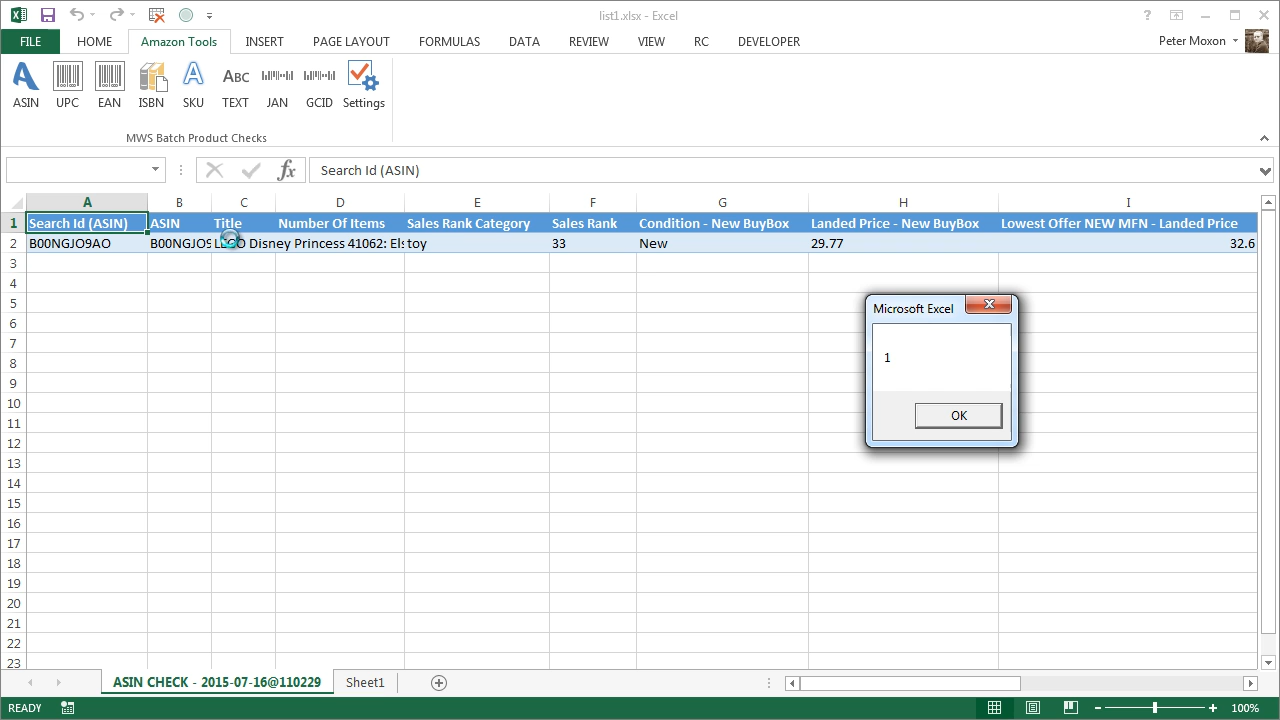 list1.xlsx - Excel
FILE HOME Amazon Tools INSERT PAGE LAYOUT FORMULAS DATA REVIEW VIEW RC DEVELOPER Peter Moxon
ABC
ASIN UPC EAN ISBN SKU TEXT JAN GCID Settings
MWS Batch Product Checks
fx Search Id (ASIN)
A B C D E F G H I
1 Search Id (ASIN) ASIN Title Number Of Items Sales Rank Category Sales Rank Condition - New BuyBox Landed Price - New BuyBox Lowest Offer NEW MFN - Landed Price
2 B00NGJO9AO B00NGJO9 LEGO Disney Princess 41062: Els toy 33 New 29.77 32.6
3
4
5
6
7
8
9
10
11
12
13
14
15
16
17
18
19
20
21
22
23
Microsoft Excel
1
OK
ASIN CHECK - 2015-07-16@110229 Sheet1
READY 100%